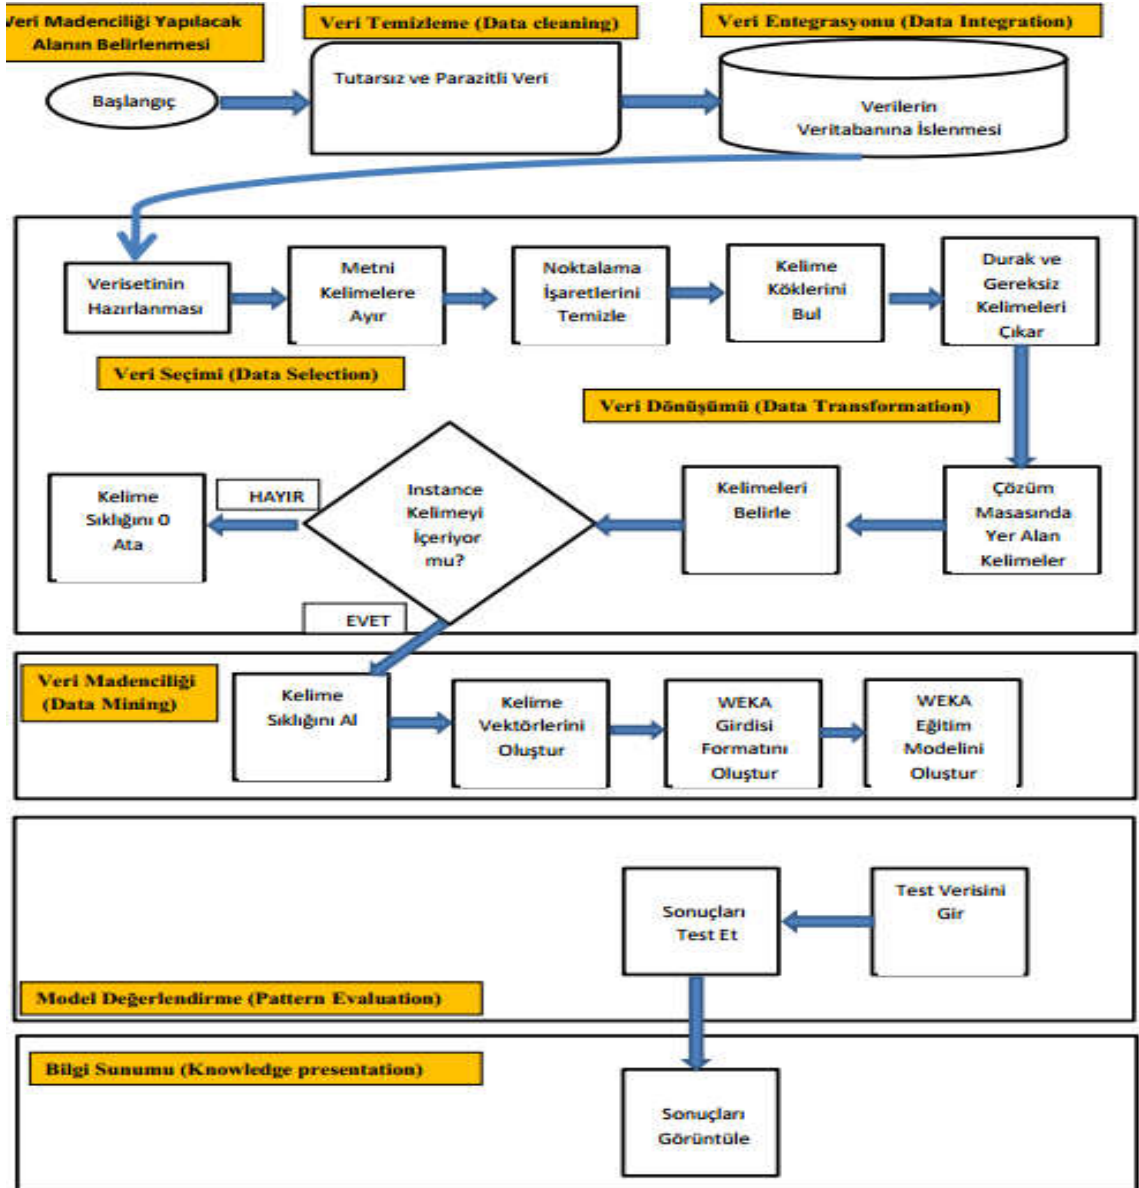 Veri Madenciliği Yapılacak
Alanın Belirlenmesi
Veri Temizleme (Data cleaning)
Veri Entegrasyonu (Data Integration)
Başlangıç
Tutarsız ve Parazitli Veri
Verilerin
Veritabanına İslenmesi
Verisetinin
Hazırlanması
Metni
Kelimelere
Ayır
Noktalama
İşaretlerini
Temizle
Kelime
Köklerini
Bul
Durak ve
Gereksiz
Kelimeleri
Çıkar
Veri Seçimi (Data Selection)
Veri Dönüşümü (Data Transformation)
Kelime
Sıklığını 0
Ata
HAYIR
Instance
Kelimeyi
İçeriyor
mu?
Kelimeleri
Belirle
Çözüm
Masasında
Yer Alan
Kelimeler
EVET
Veri Madenciliği
(Data Mining)
Kelime
Sıklığını Al
Kelime
Vektörlerini
Oluştur
WEKA
Girdisi
Formatını
Oluştur
WEKA
Eğitim
Modelini
Oluştur
Sonuçları
Test Et
Test Verisini
Gir
Model Değerlendirme (Pattern Evaluation)
Bilgi Sunumu (Knowledge presentation)
Sonuçları
Görüntüle